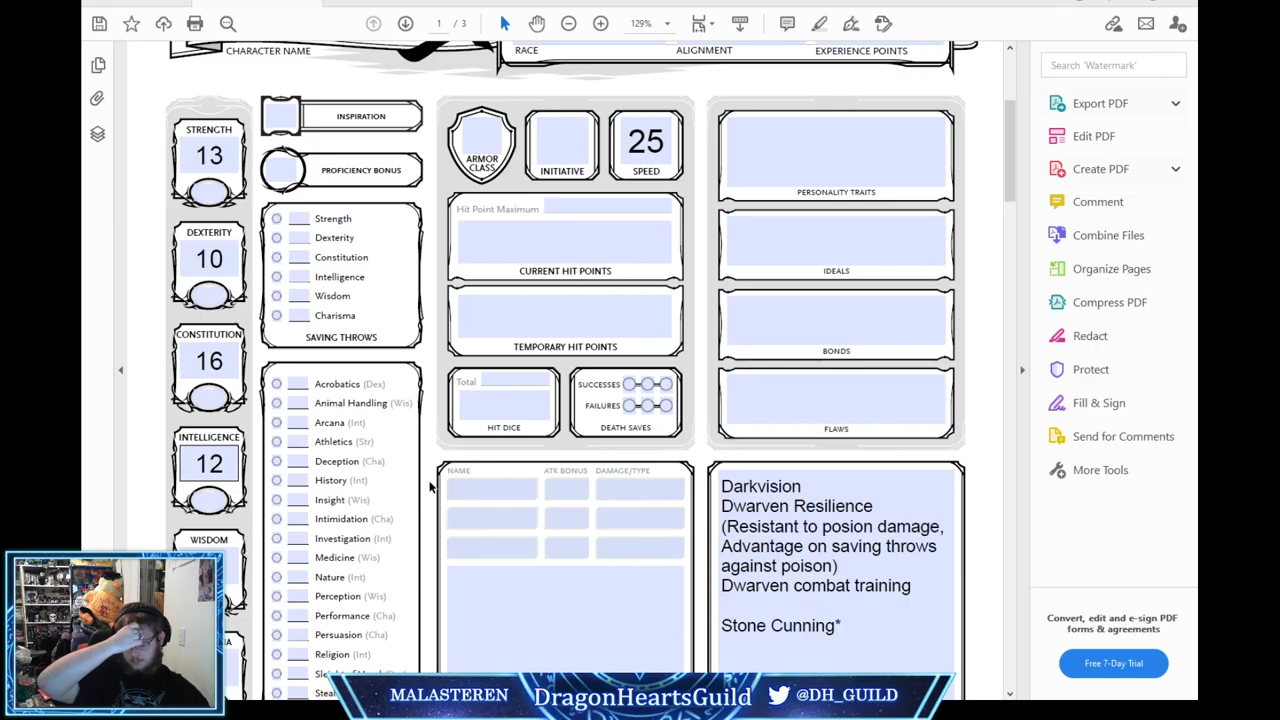 1 / 3
129%
CHARACTER NAME
RACE
ALIGNMENT
EXPERIENCE POINTS
Search 'Watermark'
Export PDF
Edit PDF
Create PDF
Comment
Combine Files
Organize Pages
Compress PDF
Redact
Protect
Fill & Sign
Send for Comments
More Tools
Convert, edit and e-sign PDF
forms & agreements
Free 7-Day Trial
STRENGTH
13
DEXTERITY
10
CONSTITUTION
16
INTELLIGENCE
12
WISDOM
INSPIRATION
PROFICIENCY BONUS
Strength
Dexterity
Constitution
Intelligence
Wisdom
Charisma
SAVING THROWS
Acrobatics (Dex)
Animal Handling (Wis)
Arcana (Int)
Athletics (Str)
Deception (Cha)
History (Int)
Insight (Wis)
Intimidation (Cha)
Investigation (Int)
Medicine (Wis)
Nature (Int)
Perception (Wis)
Performance (Cha)
Persuasion (Cha)
Religion (Int)
ARMOR
CLASS
INITIATIVE
25
SPEED
Hit Point Maximum
CURRENT HIT POINTS
TEMPORARY HIT POINTS
Total
HIT DICE
SUCCESSES
FAILURES
DEATH SAVES
NAME
ATK BONUS
DAMAGE/TYPE
PERSONALITY TRAITS
IDEALS
BONDS
FLAWS
Darkvision
Dwarven Resilience
(Resistant to posion damage,
Advantage on saving throws
against poison)
Dwarven combat training
Stone Cunning*
MALASTEREN
DragonHeartsGuild
@DH_GUILD